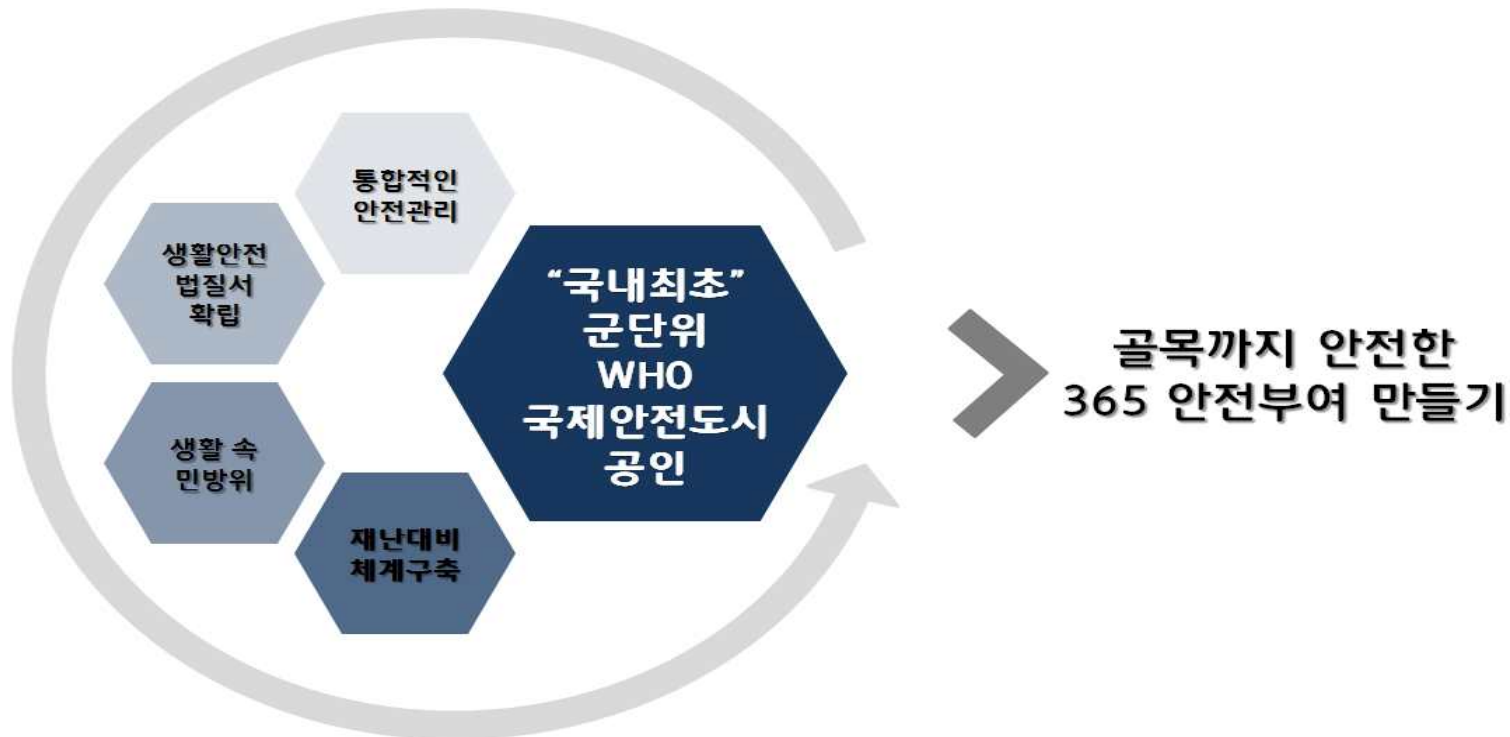 통합적인
안전관리
생활안전
법질서
확립
생활 속
민방위
재난대비
체계구축
“국내최초”
군단위
WHO
국제안전도시
공인
골목까지 안전한
365 안전부여 만들기